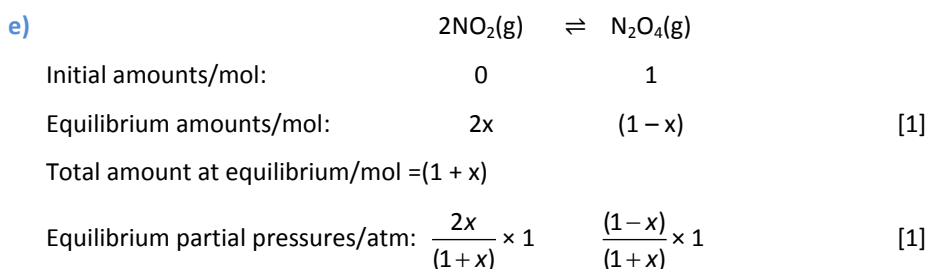 e) 2NO₂(g) ⇌ N₂O₄(g)
Initial amounts/mol: 0 1
Equilibrium amounts/mol: 2x (1 – x) [1]
Total amount at equilibrium/mol =(1 + x)
Equilibrium partial pressures/atm: 2x/(1+x) × 1 (1−x)/(1+x) × 1 [1]